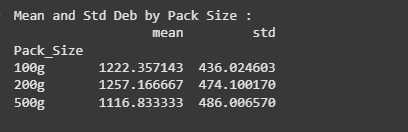 Mean and Std Deb by Pack Size :
mean std
Pack_Size
100g 1222.357143 436.024603
200g 1257.166667 474.100170
500g 1116.833333 486.006570